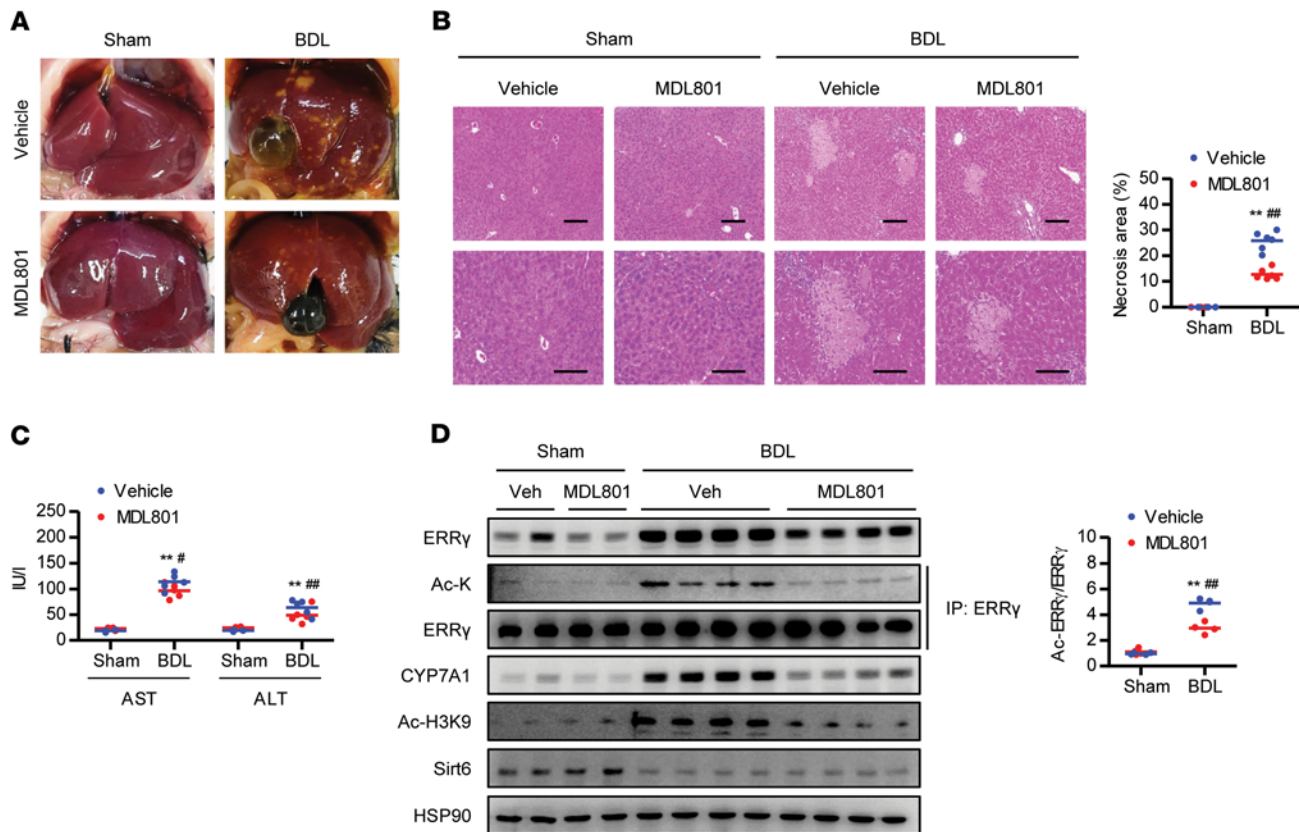 A
Sham BDL
Vehicle
MDL801
B
Sham BDL
Vehicle MDL801 Vehicle MDL801
Vehicle
MDL801
Necrosis area (%)
50
40
30
** ##
20
10
0
Sham BDL
C
Vehicle
MDL801
IU/l
250
200
150
** #
100
** ##
50
0
Sham BDL Sham BDL
AST ALT
D
Sham BDL
Veh MDL801 Veh MDL801
ERRγ
Ac-K
ERRγ
IP: ERRγ
CYP7A1
Ac-H3K9
Sirt6
HSP90
Vehicle
MDL801
Ac-ERRγ/ERRγ
10
8
6
** ##
4
2
0
Sham BDL